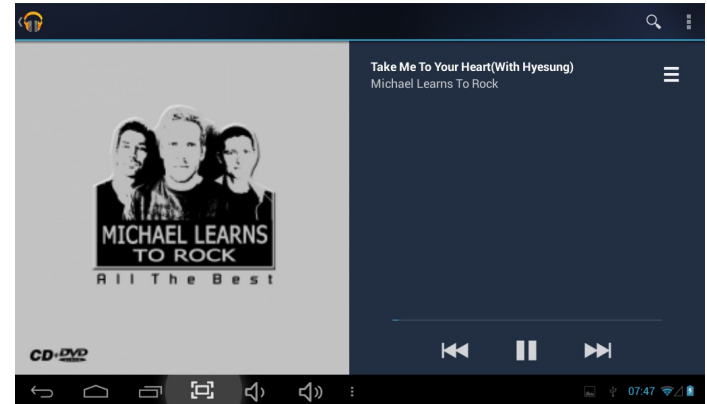 Take Me To Your Heart(With Hyesung)
Michael Learns To Rock
MICHAEL LEARNS
TO ROCK
All The Best
CD+DVD
07:47